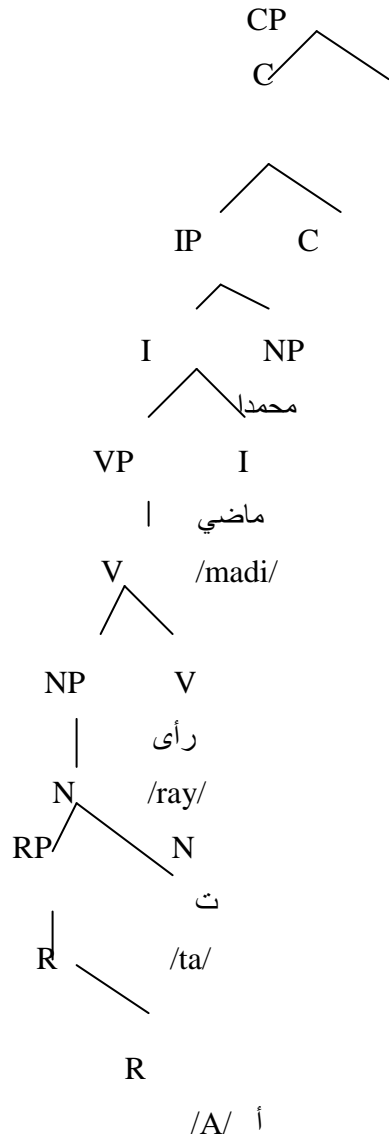 CP
C
IP C
I NP
محمدا
VP I
ماضي
V /madi/
NP V
رأى
N /ray/
RP N
ت
R /ta/
R
/A/ أ